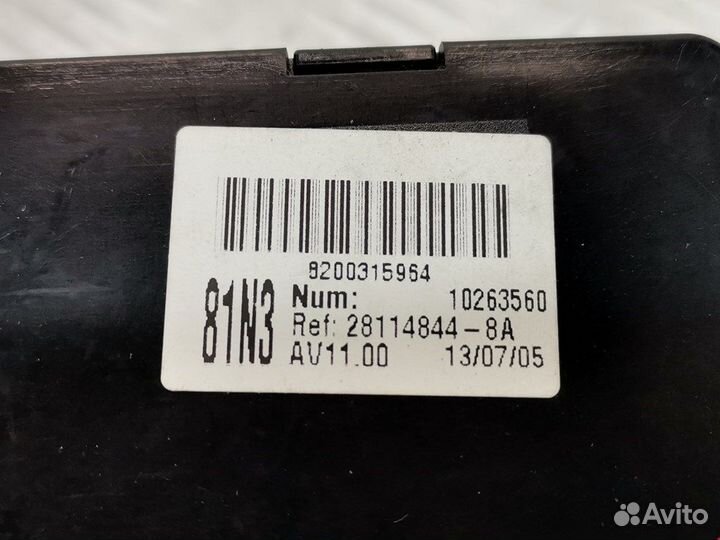 8200315964
81N3
Num: 10263560
Ref: 28114844-8A
AV11.00 13/07/05
Avito